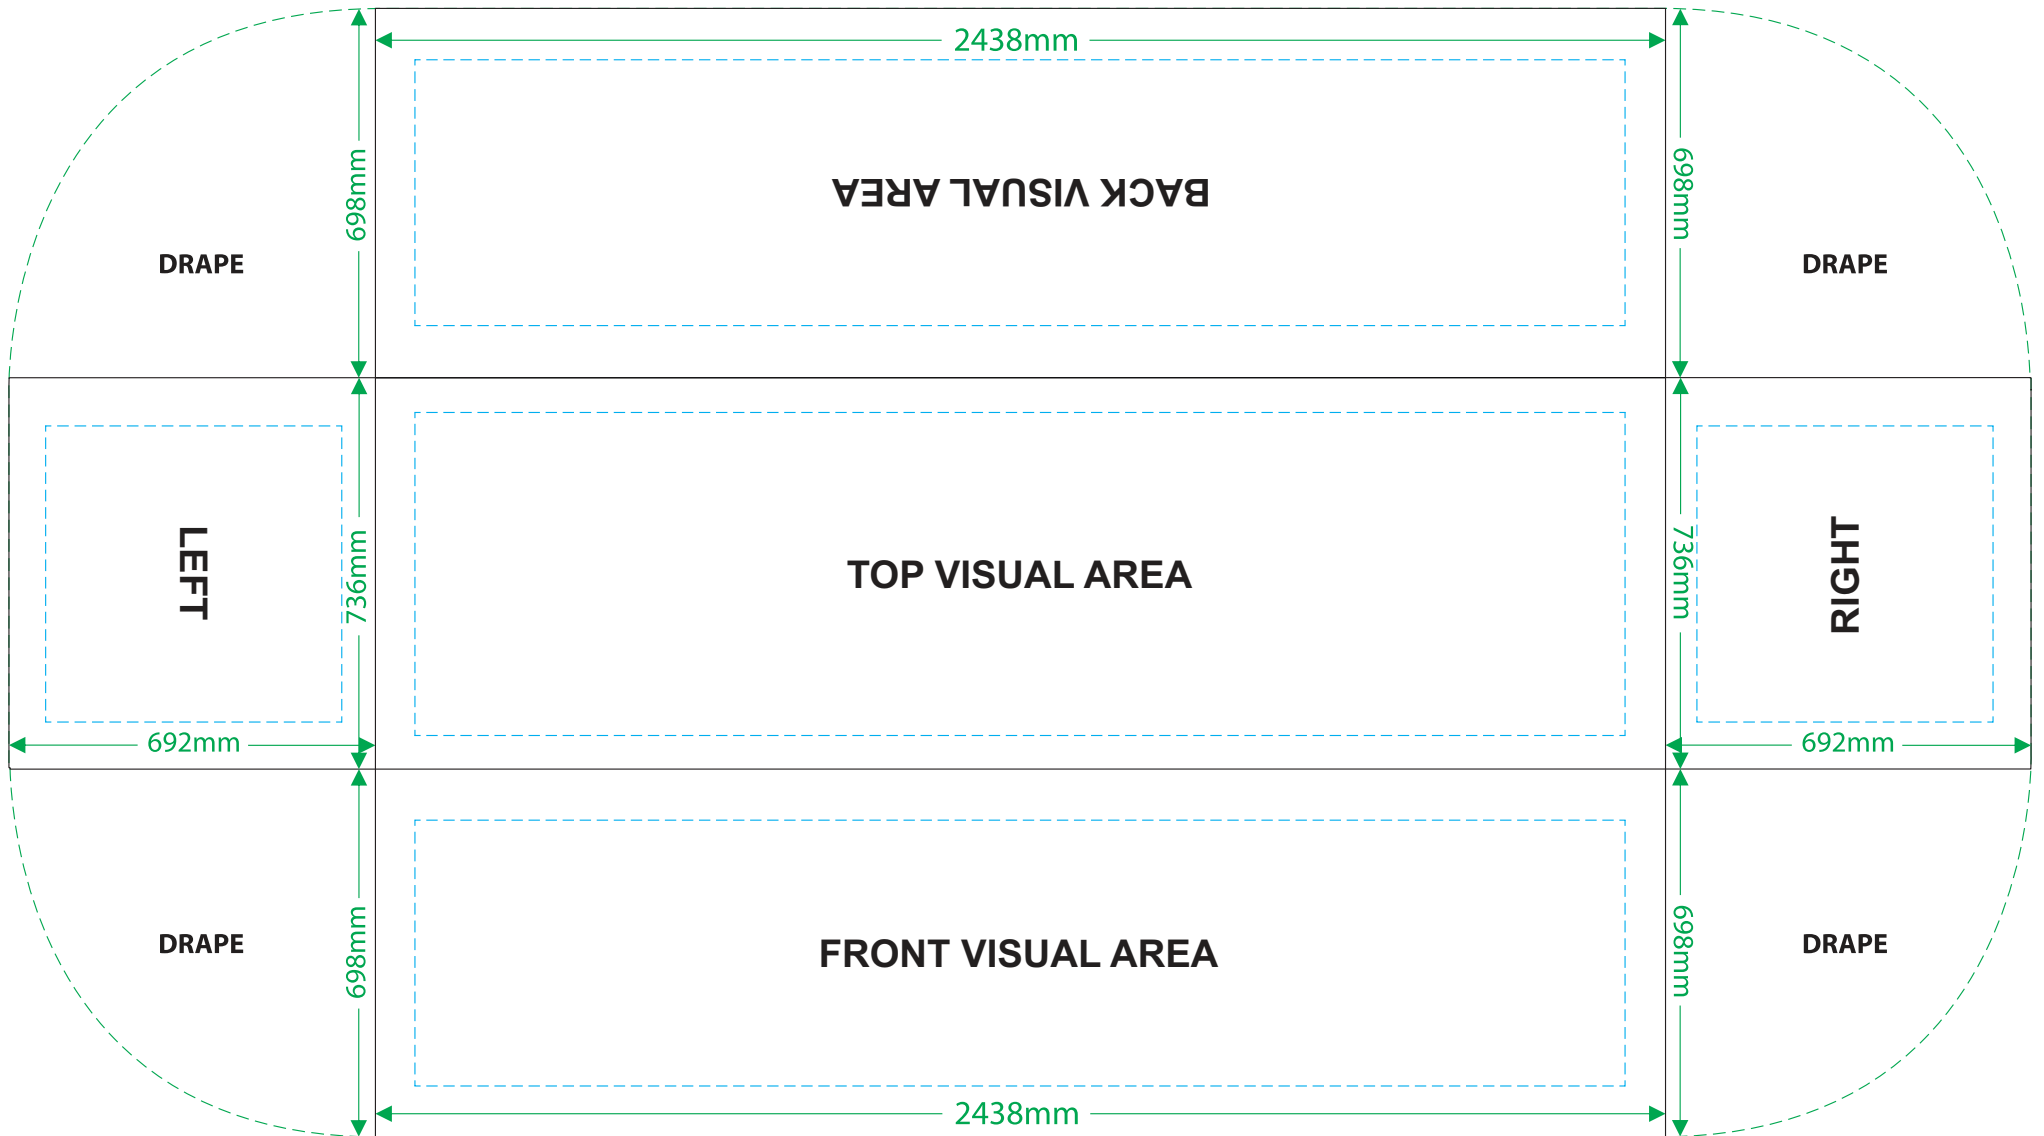 2438mm
698mm
BACK VISUAL AREA
698mm
DRAPE
DRAPE
LEFT
736mm
TOP VISUAL AREA
736mm
RIGHT
692mm
692mm
698mm
DRAPE
FRONT VISUAL AREA
698mm
DRAPE
2438mm